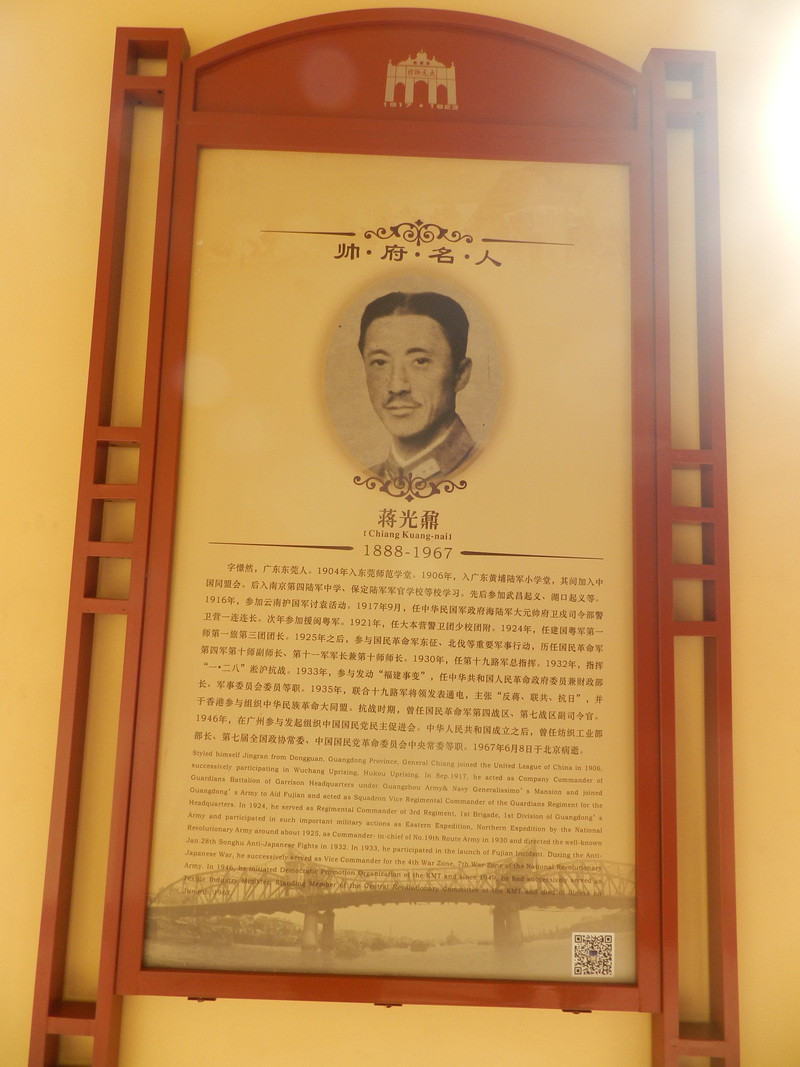 1917 • 1923
帅·府·名·人
蒋光鼐
[Chiang Kuang-nai]
1888-1967
字憬然，广东东莞人。1904年入东莞师范学堂。1906年，入广东黄埔陆军小学堂，其间加入中
国同盟会。后入南京第四陆军中学、保定陆军军官学校等校学习。先后参加武昌起义、湖口起义等。
1916年，参加云南护国军讨袁活动。1917年9月，任中华民国军政府海陆军大元帅府卫戍司令部警
卫营一连连长。次年参加援闽粤军。1921年，任大本营警卫团少校团附。1924年，任建国粤军第一
师第一旅第三团团长。1925年之后，参与国民革命军东征、北伐等重要军事行动，历任国民革命军
第四军第十师副师长、第十一军军长兼第十师师长。1930年，任第十九路军总指挥。1932年，指挥
“一·二八”淞沪抗战。1933年，参与发动“福建事变”，任中华共和国人民革命政府委员兼财政部
长、军事委员会委员等职。1935年，联合十九路军将领发表通电，主张“反蒋、联共、抗日”，并
于香港参与组织中华民族革命大同盟。抗战时期，曾任国民革命军第四战区、第七战区副司令官。
1946年，在广州参与发起组织中国国民党民主促进会。中华人民共和国成立之后，曾任纺织工业部
部长、第七届全国政协常委、中国国民党革命委员会中央常委等职。1967年6月8日于北京病逝。
Styled himself Jingran from Dongguan, Guangdong Province, General Chiang joined the United League of China in 1906,
successively participating in Wuchang Uprising, Hukou Uprising. In Sep.1917, he acted as Company Commander of
Guardians Battalion of Garrison Headquarters under Guangzhou Army& Navy Generalissimo's Mansion and joined
Guangdong's Army to Aid Fujian and acted as Squadron Vice Regimental Commander of the Guardians Regiment for the
Headquarters. In 1924, he served as Regimental Commander of 3rd Regiment, 1st Brigade, 1st Division of Guangdong's
Army and participated in such important military actions as Eastern Expedition, Northern Expedition by the National
Revolutionary Army around about 1925, as Commander- in-chief of No.19th Route Army in 1930 and directed the well-known
Jan.28th Songhu Anti-Japanese Fights in 1932. In 1933, he participated in the launch of Fujian Incident. During the Anti-
Japanese War, he successively served as Vice Commander for the 4th War Zone, 7th War Zone of the National Revolutionary
Army. In 1946, he initiated Democratic Promotion Organization of the KMT and since 1949, he had successively served as
Textile Industry Minister, Standing Member of the Central Revolutionary Committee of the KMT and died of illness on